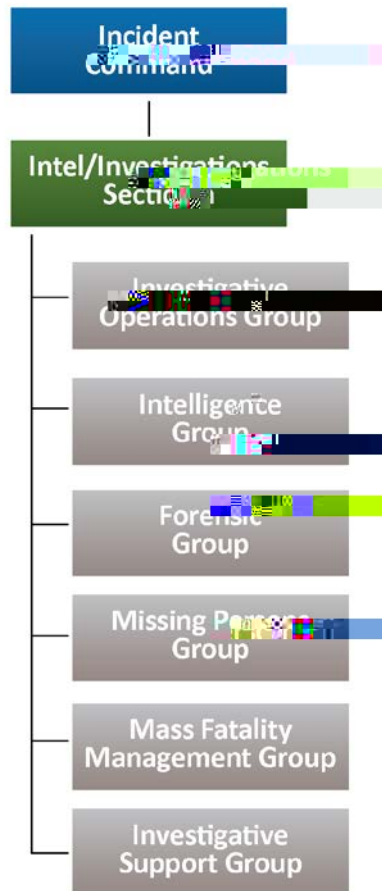 Incident
Command
Intel/Investigations
Section
Investigative
Operations Group
Intelligence
Group
Forensic
Group
Missing Persons
Group
Mass Fatality
Management Group
Investigative
Support Group